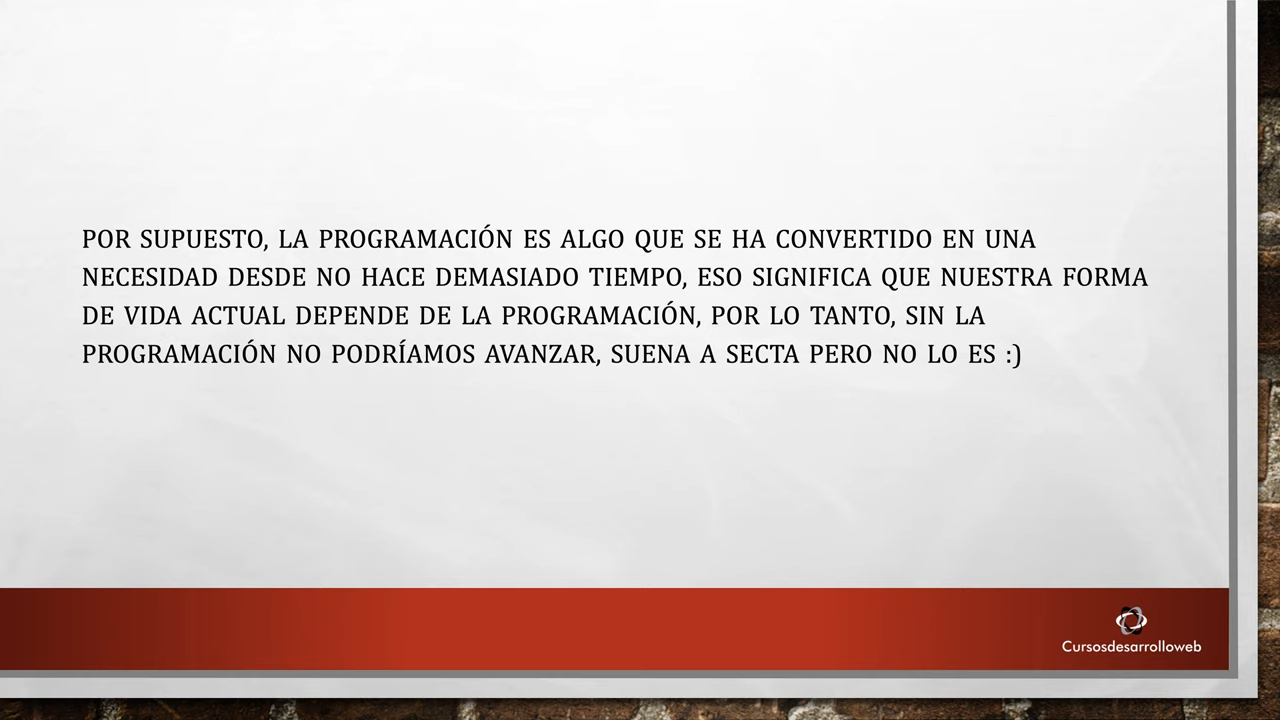 POR SUPUESTO, LA PROGRAMACIÓN ES ALGO QUE SE HA CONVERTIDO EN UNA
NECESIDAD DESDE NO HACE DEMASIADO TIEMPO, ESO SIGNIFICA QUE NUESTRA FORMA
DE VIDA ACTUAL DEPENDE DE LA PROGRAMACIÓN, POR LO TANTO, SIN LA
PROGRAMACIÓN NO PODRÍAMOS AVANZAR, SUENA A SECTA PERO NO LO ES :)
Cursosdesarrolloweb